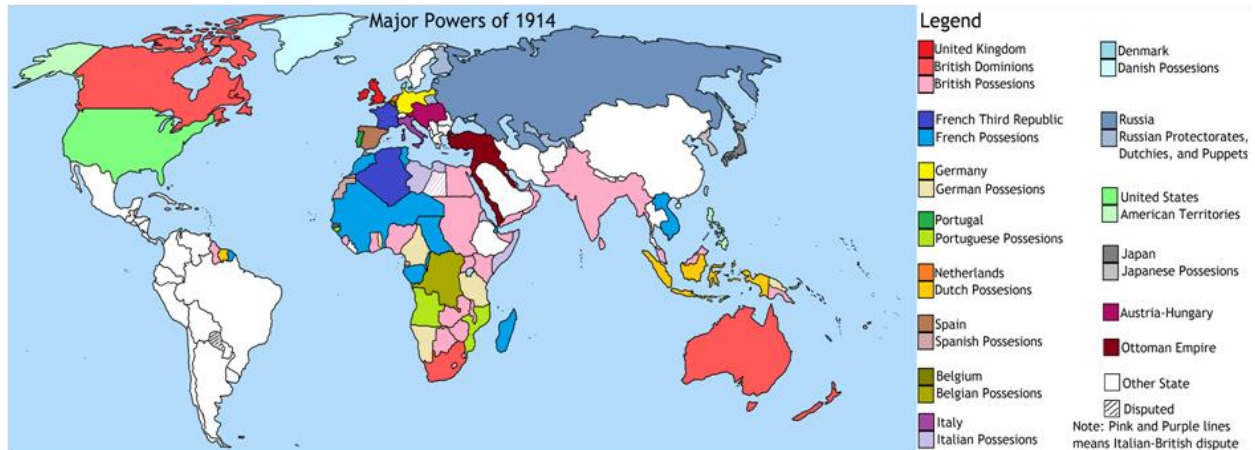 Major Powers of 1914
Legend
United Kingdom
British Dominions
British Possesions
French Third Republic
French Possesions
Germany
German Possesions
Portugal
Portuguese Possesions
Netherlands
Dutch Possesions
Spain
Spanish Possesions
Belgium
Belgian Possesions
Italy
Italian Possesions
Denmark
Danish Possesions
Russia
Russian Protectorates,
Dutchies, and Puppets
United States
American Territories
Japan
Japanese Possesions
Austria-Hungary
Ottoman Empire
Other State
Disputed
Note: Pink and Purple lines
means Italian-British dispute